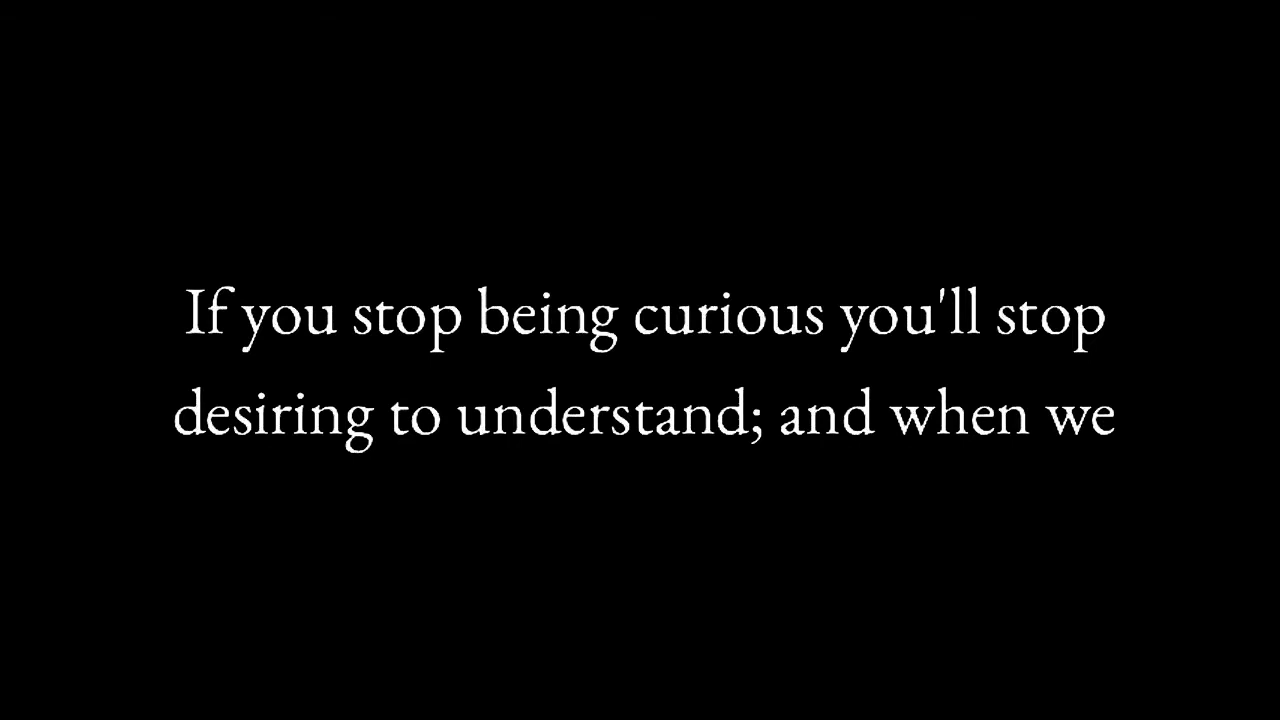 If you stop being curious you'll stop
desiring to understand; and when we